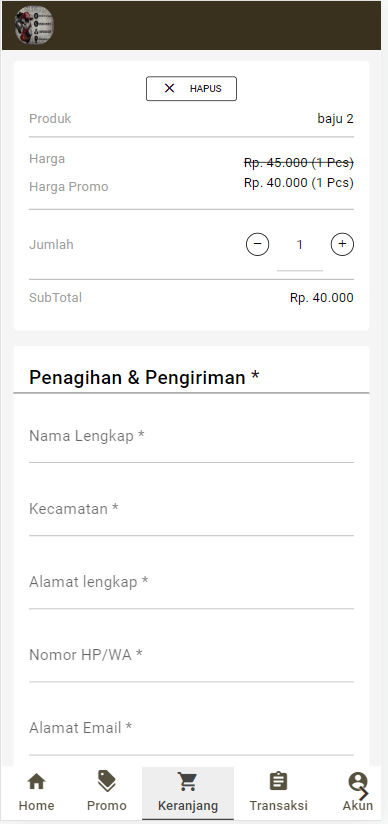 HAPUS
Produk baju 2
Harga Rp. 45.000 (1 Pcs)
Harga Promo Rp. 40.000 (1 Pcs)
Jumlah 1
SubTotal Rp. 40.000
Penagihan & Pengiriman *
Nama Lengkap *
Kecamatan *
Alamat lengkap *
Nomor HP/WA *
Alamat Email *
Home Promo Keranjang Transaksi Akun